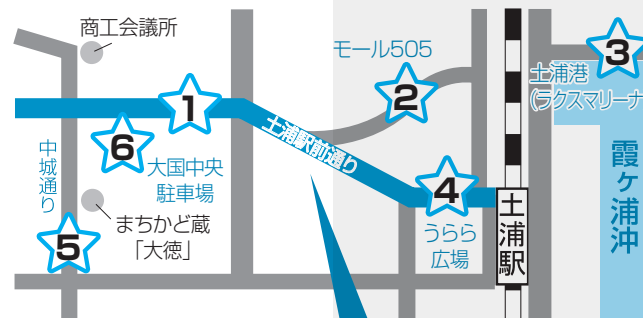 商工会議所
モール505
3
土浦港
(ラクスマリーナ
1
2
土浦駅前通り
中城通り
6
大国中央
駐車場
霞ヶ浦沖
4
土浦駅
まちかど蔵
「大徳」
5
うらら
広場